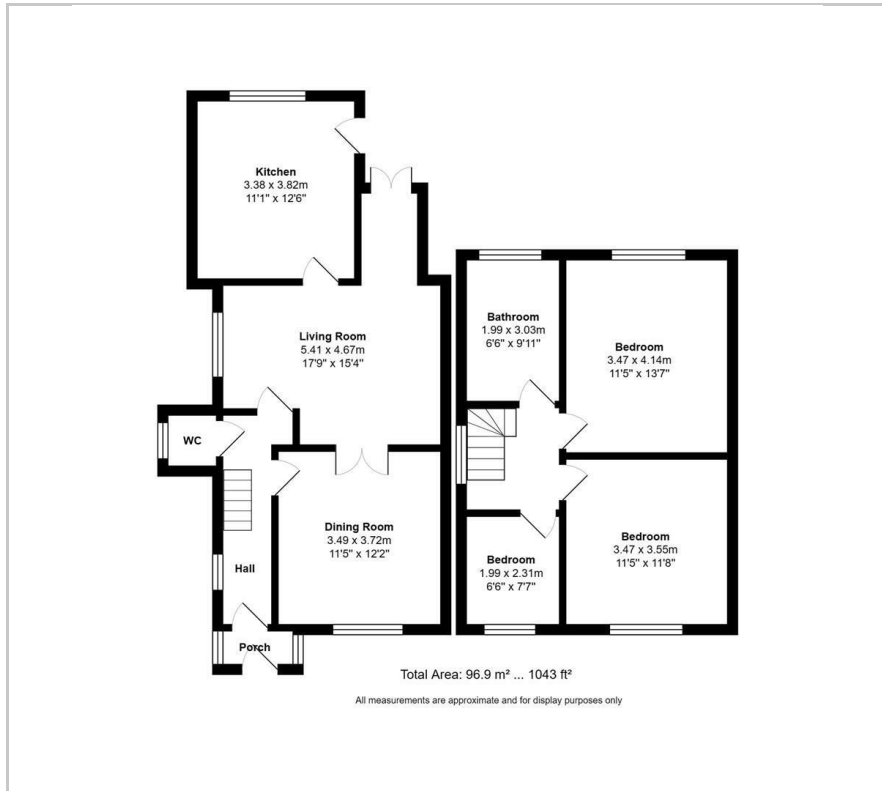 Kitchen
3.38 x 3.82m
11'1" x 12'6"
Living Room
5.41 x 4.67m
17'9" x 15'4"
WC
Dining Room
3.49 x 3.72m
11'5" x 12'2"
Hall
Porch
Bathroom
1.99 x 3.03m
6'6" x 9'11"
Bedroom
3.47 x 4.14m
11'5" x 13'7"
Bedroom
3.47 x 3.55m
11'5" x 11'8"
Bedroom
1.99 x 2.31m
6'6" x 7'7"
Total Area: 96.9 m² ... 1043 ft²
All measurements are approximate and for display purposes only